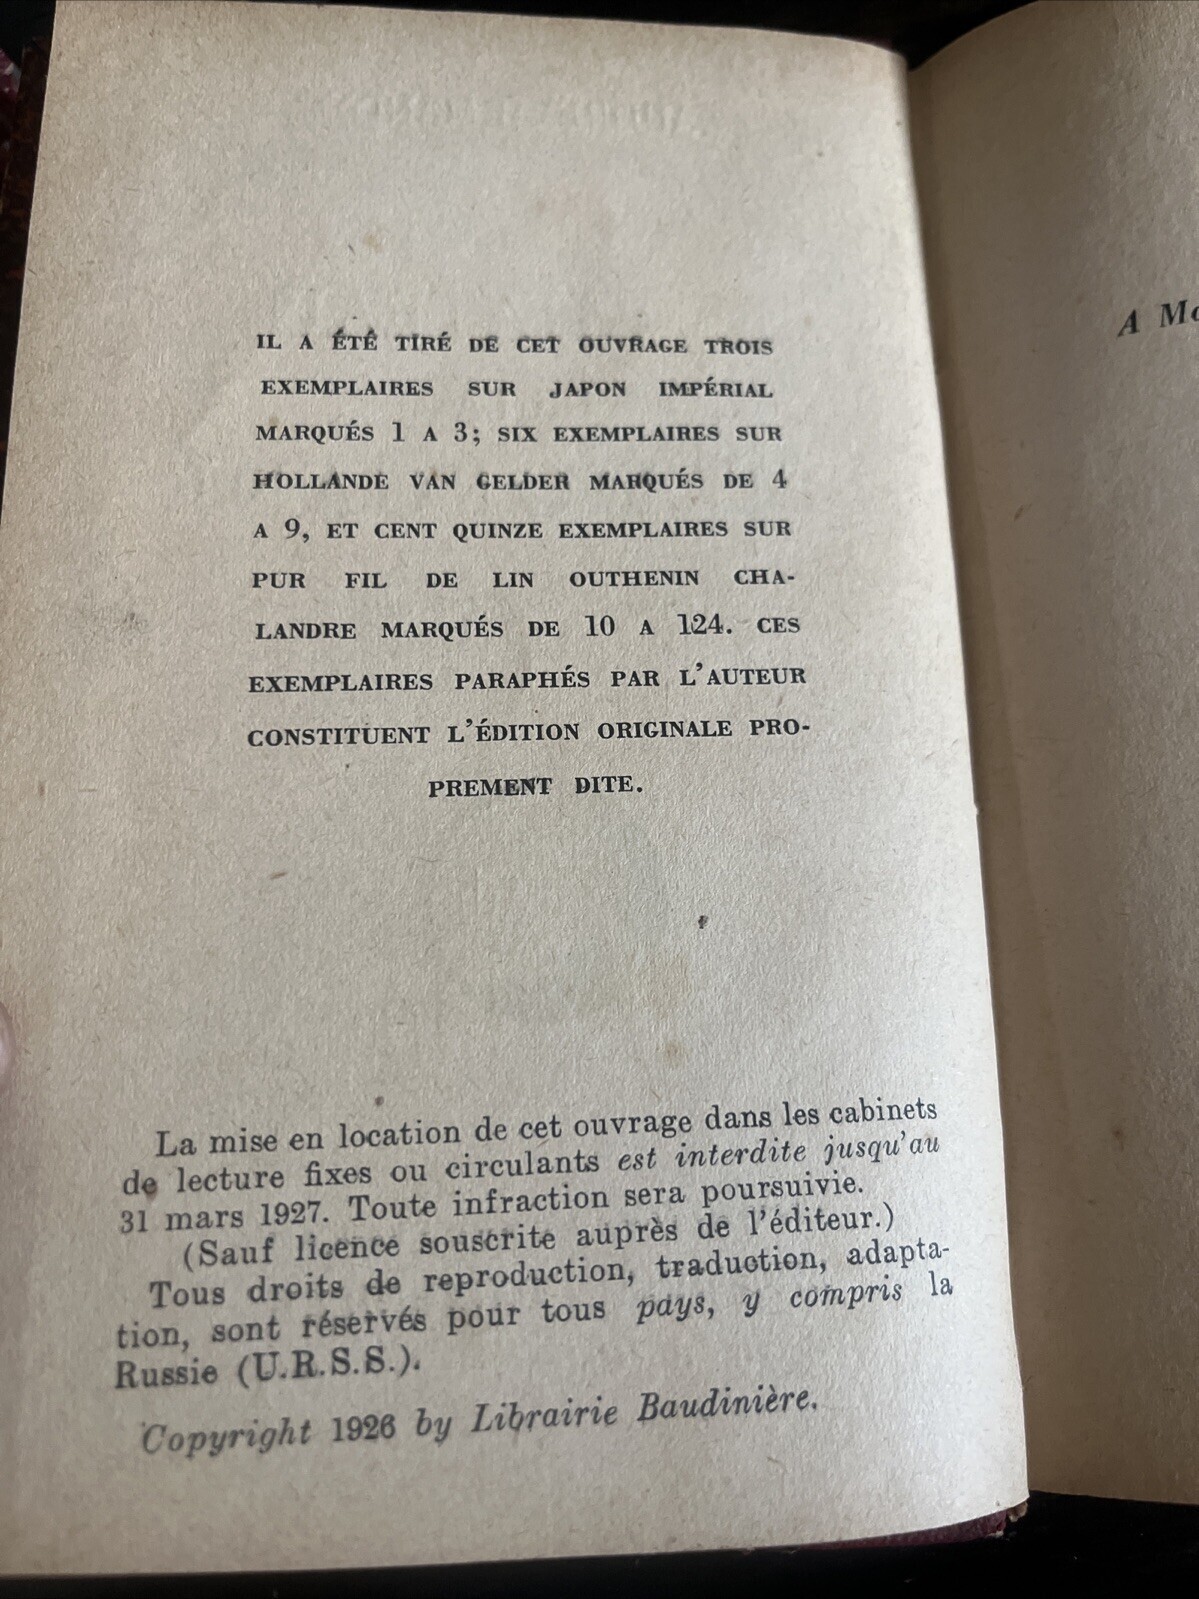 IL A ÉTÉ TIRÉ DE CET OUVRAGE TROIS
EXEMPLAIRES SUR JAPON IMPÉRIAL
MARQUÉS 1 A 3; SIX EXEMPLAIRES SUR
HOLLANDE VAN GELDER MARQUÉS DE 4
A 9, ET CENT QUINZE EXEMPLAIRES SUR
PUR FIL DE LIN OUTHENIN CHA-
LANDRE MARQUÉS DE 10 A 124. CES
EXEMPLAIRES PARAPHÉS PAR L'AUTEUR
CONSTITUENT L'ÉDITION ORIGINALE PRO-
PREMENT DITE.
La mise en location de cet ouvrage dans les cabinets
de lecture fixes ou circulants est interdite jusqu'au
31 mars 1927. Toute infraction sera poursuivie.
(Sauf licence souscrite auprès de l'éditeur.)
Tous droits de reproduction, traduction, adapta-
tion, sont réservés pour tous pays, y compris la
Russie (U.R.S.S.).
Copyright 1926 by Librairie Baudinière.
A